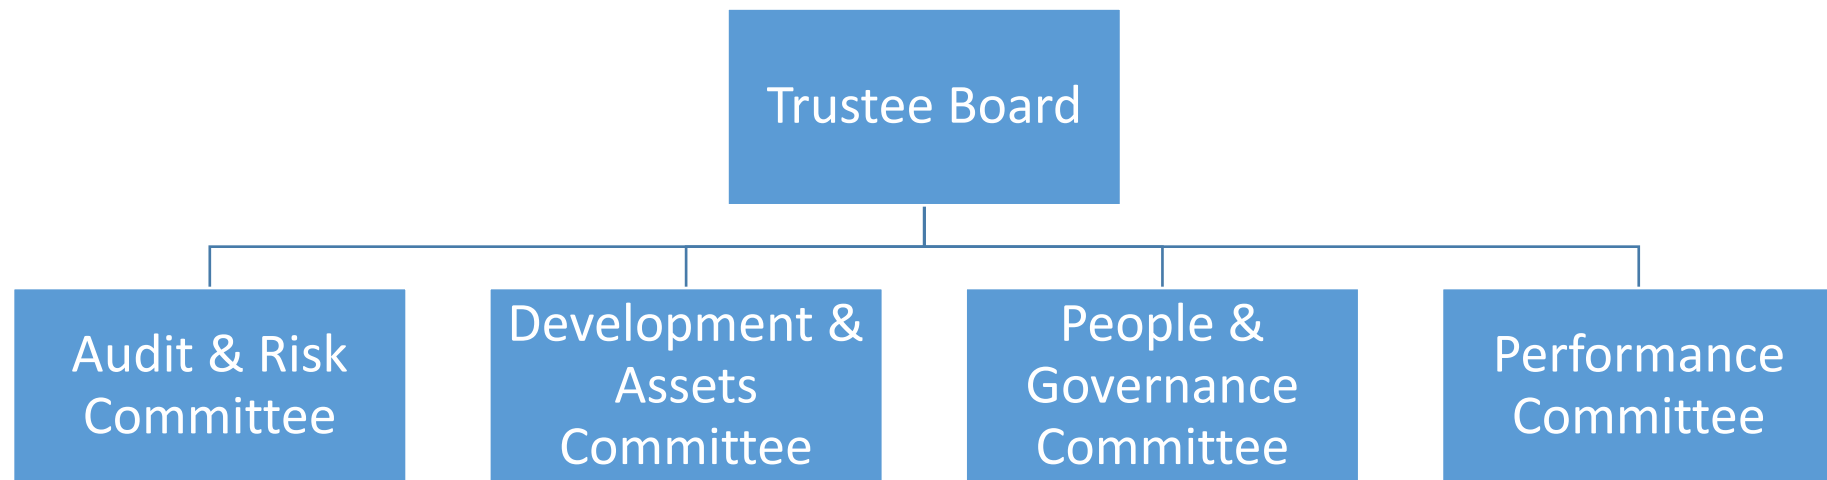 Trustee Board
Audit & Risk
Committee
Development &
Assets
Committee
People &
Governance
Committee
Performance
Committee